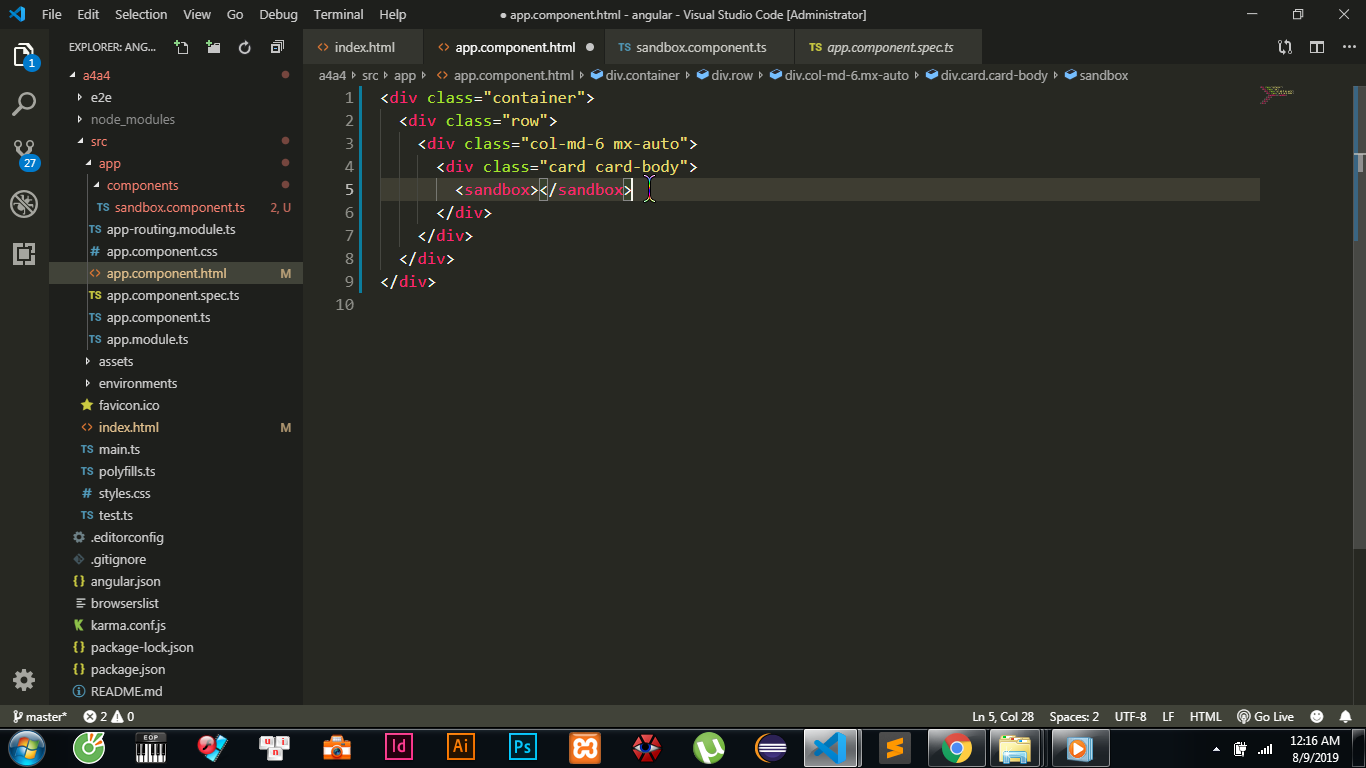 File Edit Selection View Go Debug Terminal Help
● app.component.html - angular - Visual Studio Code [Administrator]
EXPLORER: ANG...
index.html
app.component.html
TS sandbox.component.ts
TS app.component.spec.ts
a4a4 src app app.component.html div.container div.row div.col-md-6.mx-auto div.card.card-body sandbox
1
27
a4a4
e2e
node_modules
src
app
components
TS sandbox.component.ts 2, U
TS app-routing.module.ts
# app.component.css
<> app.component.html M
TS app.component.spec.ts
TS app.component.ts
TS app.module.ts
assets
environments
favicon.ico
<> index.html M
TS main.ts
TS polyfills.ts
# styles.css
TS test.ts
.editorconfig
.gitignore
{} angular.json
browserslist
karma.conf.js
{} package-lock.json
{} package.json
README.md
1 <div class="container">
2 <div class="row">
3 <div class="col-md-6 mx-auto">
4 <div class="card card-body">
5 <sandbox></sandbox>
6 </div>
7 </div>
8 </div>
9 </div>
10
master* 2 0
Ln 5, Col 28 Spaces: 2 UTF-8 LF HTML Go Live
EOP
u n i
Id
Ai
Ps
12:16 AM
8/9/2019